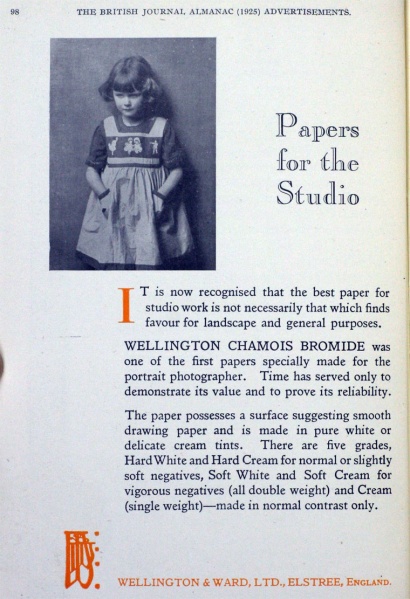 98
THE BRITISH JOURNAL ALMANAC (1925) ADVERTISEMENTS.
Papers
for the
Studio
IT is now recognised that the best paper for
studio work is not necessarily that which finds
favour for landscape and general purposes.
WELLINGTON CHAMOIS BROMIDE was
one of the first papers specially made for the
portrait photographer. Time has served only to
demonstrate its value and to prove its reliability.
The paper possesses a surface suggesting smooth
drawing paper and is made in pure white or
delicate cream tints. There are five grades,
Hard White and Hard Cream for normal or slightly
soft negatives, Soft White and Soft Cream for
vigorous negatives (all double weight) and Cream
(single weight)—made in normal contrast only.
WELLINGTON & WARD, LTD., ELSTREE, ENGLAND.